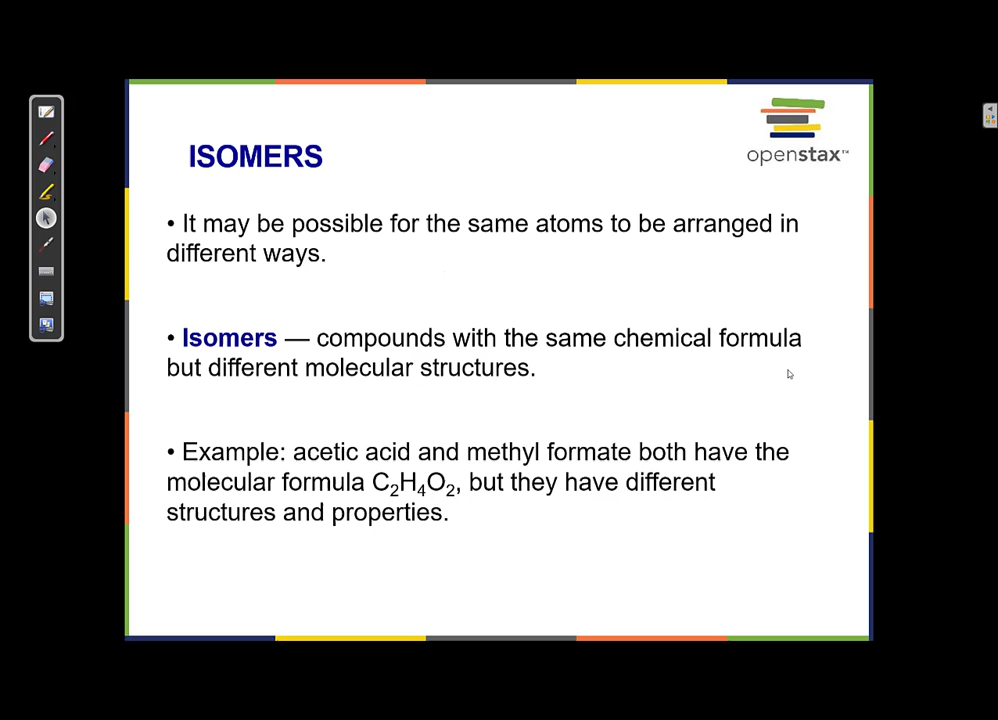 openstax™
ISOMERS
• It may be possible for the same atoms to be arranged in
different ways.
• Isomers — compounds with the same chemical formula
but different molecular structures.
• Example: acetic acid and methyl formate both have the
molecular formula C₂H₄O₂, but they have different
structures and properties.